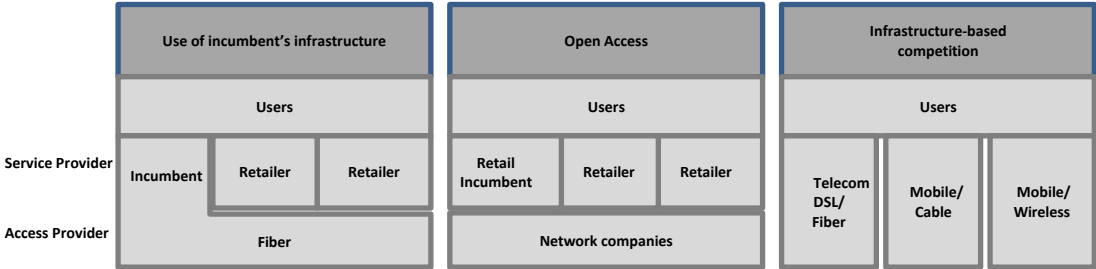 Use of incumbent's infrastructure
Open Access
Infrastructure-based
competition
Users
Users
Users
Service Provider
Incumbent
Retailer
Retailer
Retail
Incumbent
Retailer
Retailer
Telecom
DSL/
Fiber
Mobile/
Cable
Mobile/
Wireless
Access Provider
Fiber
Network companies